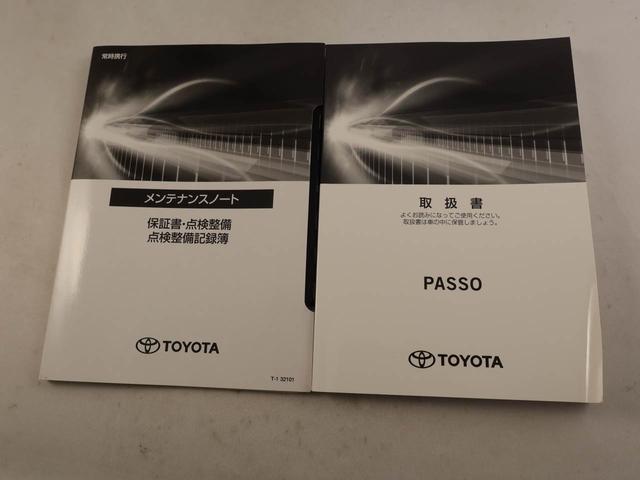 常時携行
メンテナンスノート
保証書・点検整備
点検整備記録簿
TOYOTA
T-1 32101
取扱書
よくお読みになってご使用ください。
取扱書は車の中に保管しましょう。
PASSO
TOYOTA